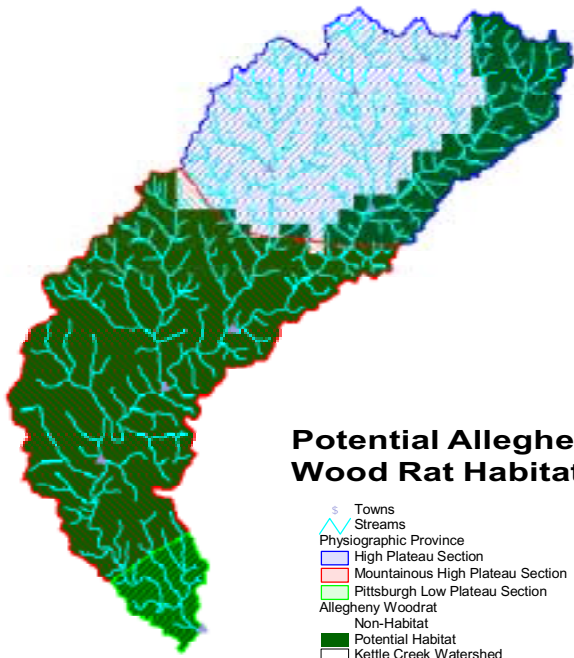 Potential Alleghe
Wood Rat Habitat
$ Towns
Streams
Physiographic Province
High Plateau Section
Mountainous High Plateau Section
Pittsburgh Low Plateau Section
Allegheny Woodrat
Non-Habitat
Potential Habitat
Kettle Creek Watershed